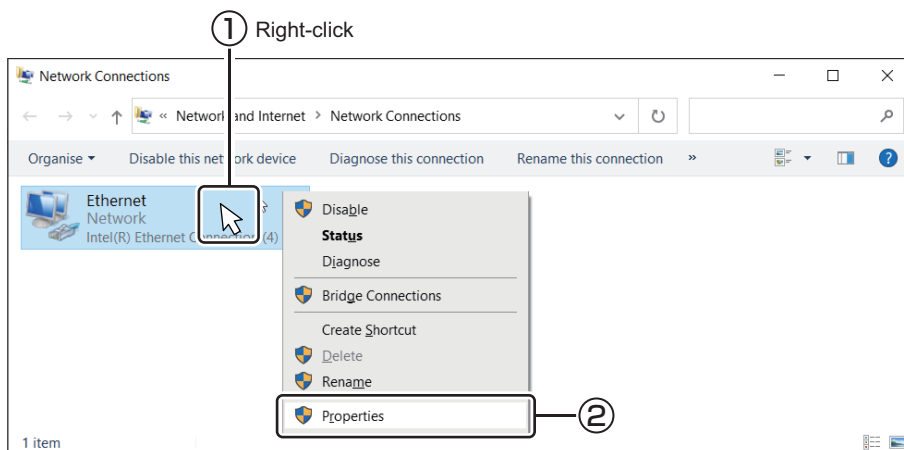 ① Right-click
Network Connections
« Network and Internet > Network Connections
Organise Disable this network device Diagnose this connection Rename this connection »
Ethernet
Network
Intel(R) Ethernet Connection (4)
Disable
Status
Diagnose
Bridge Connections
Create Shortcut
Delete
Rename
Properties
②
1 item